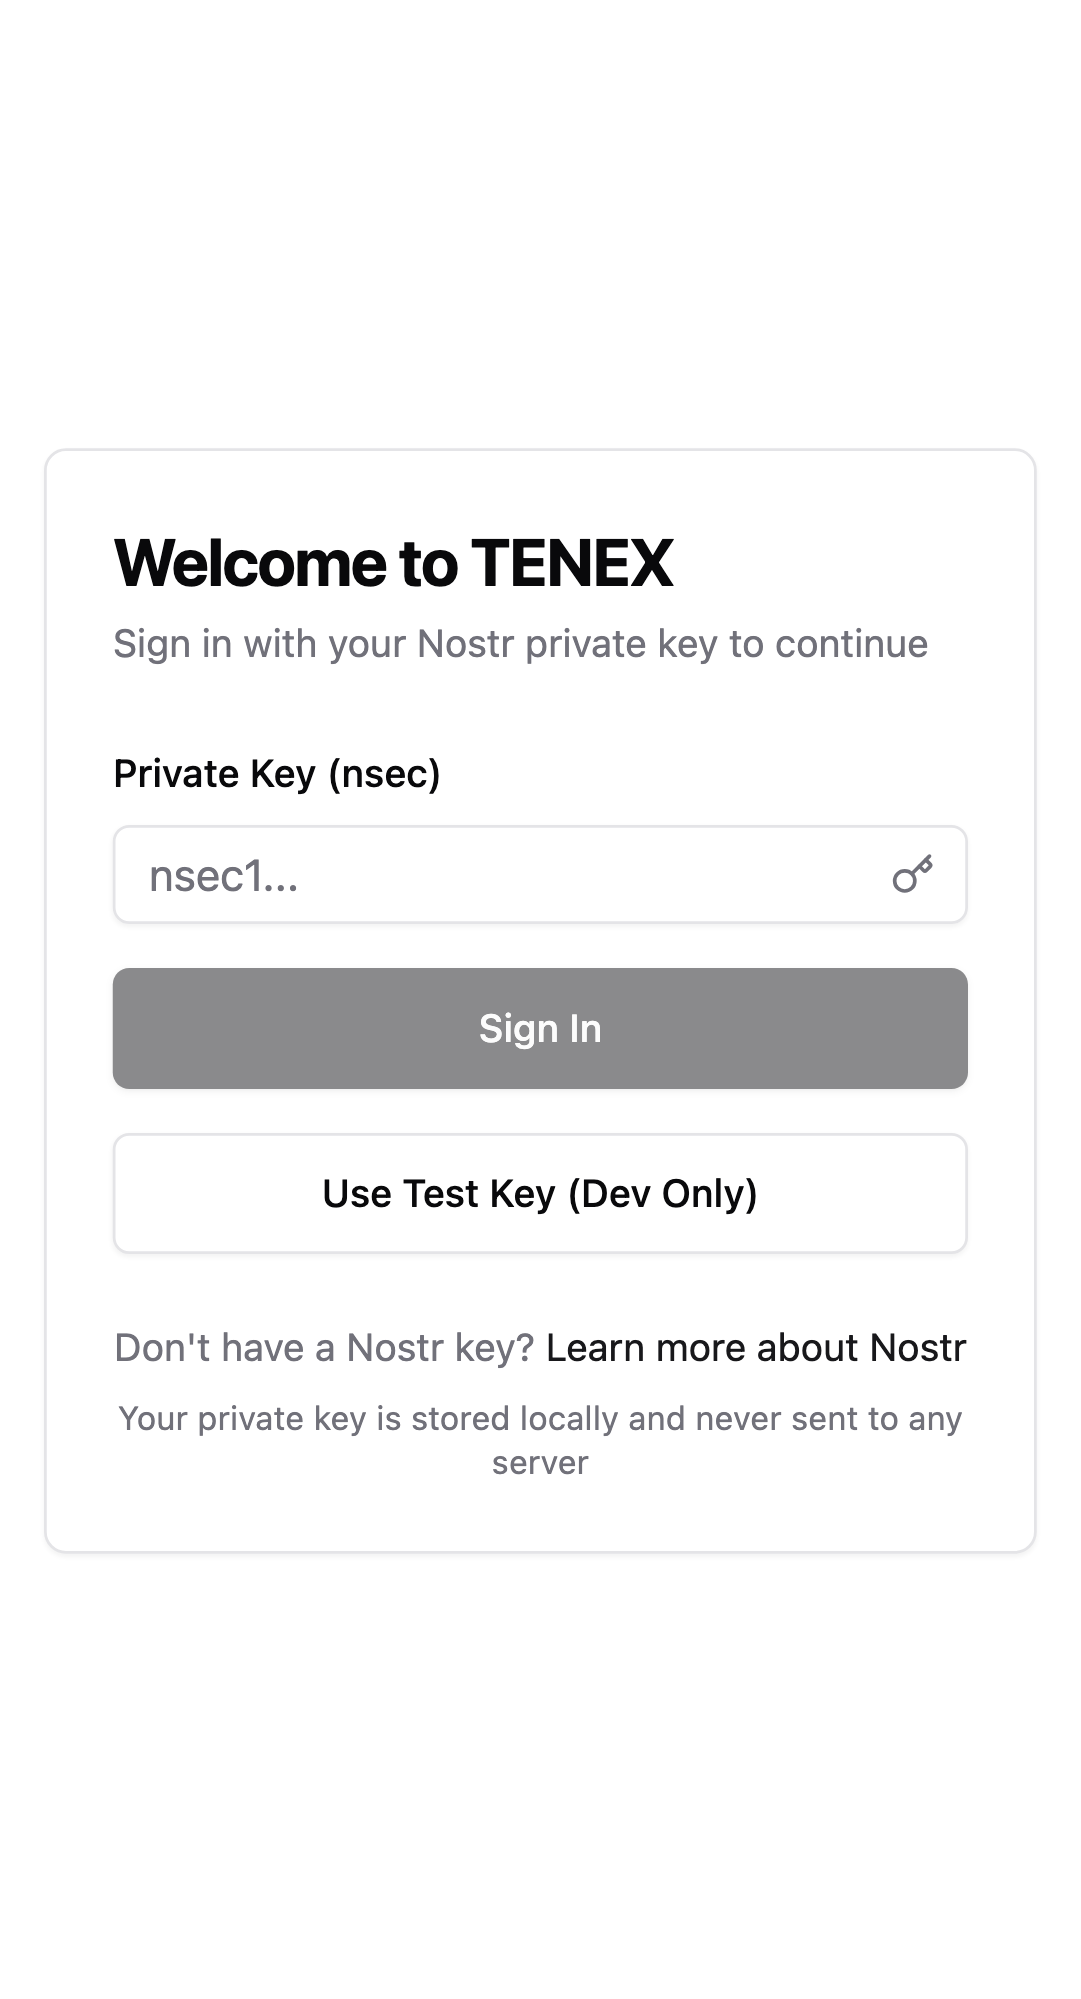 Welcome to TENEX
Sign in with your Nostr private key to continue
Private Key (nsec)
nsec1...
Sign In
Use Test Key (Dev Only)
Don't have a Nostr key? Learn more about Nostr
Your private key is stored locally and never sent to any
server